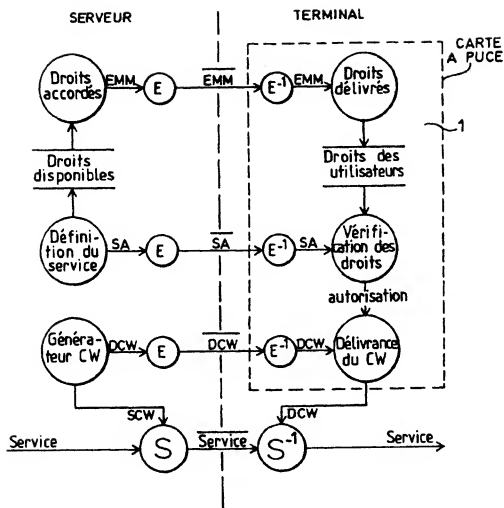 SERVEUR
TERMINAL
CARTE
A PUCE
1
Droits
accordés
EMM
E
EMM
E-1
EMM
Droits
délivrés
Droits
disponibles
Droits des
utilisateurs
Défini-
tion du
service
SA
E
SA
E-1
SA
Vérifi-
cation des
droits
autorisation
Généra-
teur CW
DCW
E
DCW
E-1
DCW
Délivrance
du CW
SCW
DCW
Service
S
Service
S-1
Service